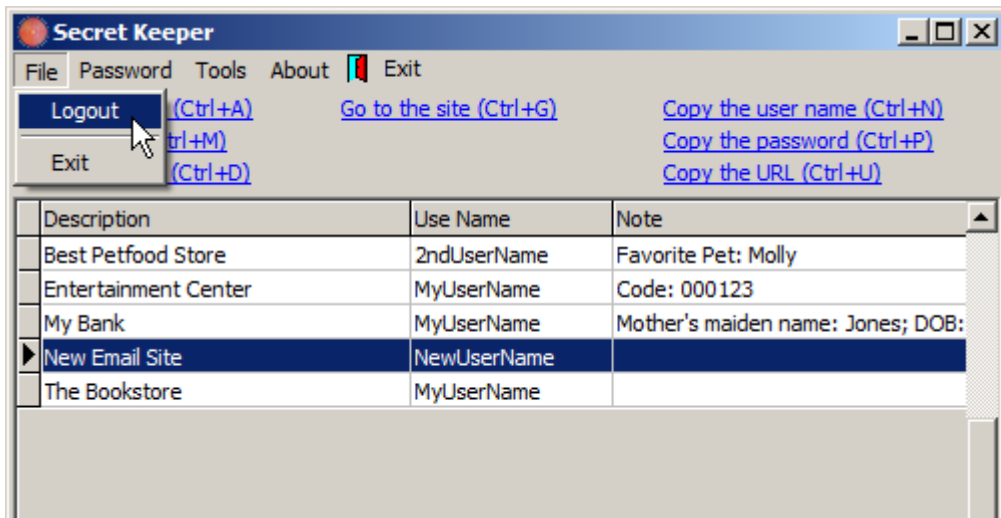 Secret Keeper
File Password Tools About Exit
Logout (Ctrl+A) Go to the site (Ctrl+G) Copy the user name (Ctrl+N)
trl+M) Copy the password (Ctrl+P)
Exit (Ctrl+D) Copy the URL (Ctrl+U)
Description Use Name Note
Best Petfood Store 2ndUserName Favorite Pet: Molly
Entertainment Center MyUserName Code: 000123
My Bank MyUserName Mother's maiden name: Jones; DOB:
New Email Site NewUserName
The Bookstore MyUserName